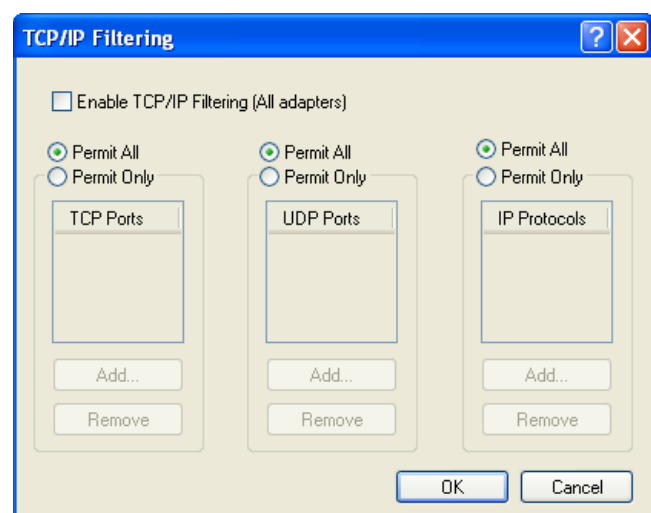 TCP/IP Filtering
Enable TCP/IP Filtering (All adapters)
Permit All Permit All Permit All
Permit Only Permit Only Permit Only
TCP Ports UDP Ports IP Protocols
Add... Add... Add...
Remove Remove Remove
OK Cancel